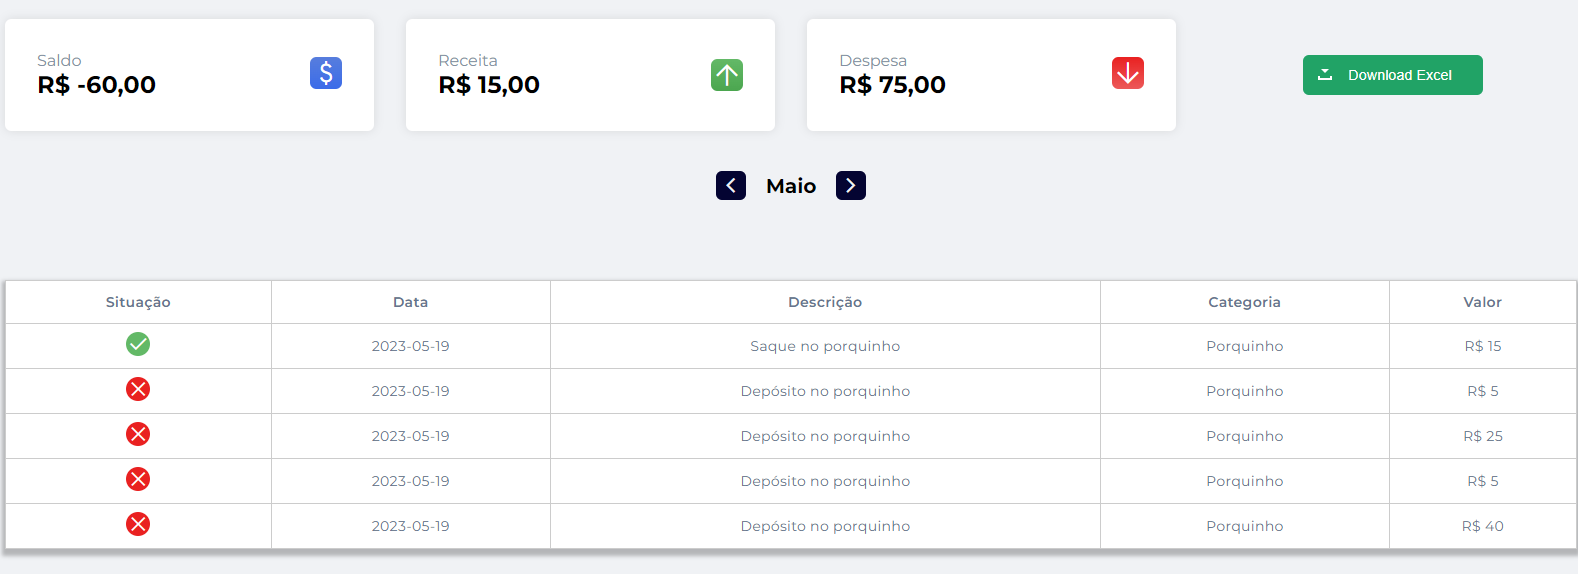 Saldo
R$ -60,00
Receita
R$ 15,00
Despesa
R$ 75,00
Download Excel
Maio
Situação Data Descrição Categoria Valor
2023-05-19 Saque no porquinho Porquinho R$ 15
2023-05-19 Depósito no porquinho Porquinho R$ 5
2023-05-19 Depósito no porquinho Porquinho R$ 25
2023-05-19 Depósito no porquinho Porquinho R$ 5
2023-05-19 Depósito no porquinho Porquinho R$ 40